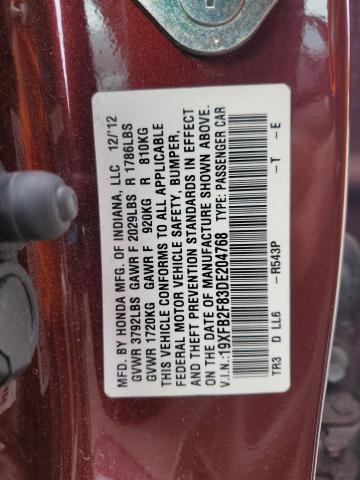 MFD. BY HONDA MFG. OF INDIANA, LLC 12/'12
GVWR 3792LBS GAWR F 2029LBS R 1786LBS
GVWR 1720KG GAWR F 920KG R 810KG
THIS VEHICLE CONFORMS TO ALL APPLICABLE
FEDERAL MOTOR VEHICLE SAFETY, BUMPER,
AND THEFT PREVENTION STANDARDS IN EFFECT
ON THE DATE OF MANUFACTURE SHOWN ABOVE.
V.I.N.:19XFB2F83DE204768 TYPE: PASSENGER CAR
TR3 D LL6 -R543P -T -E